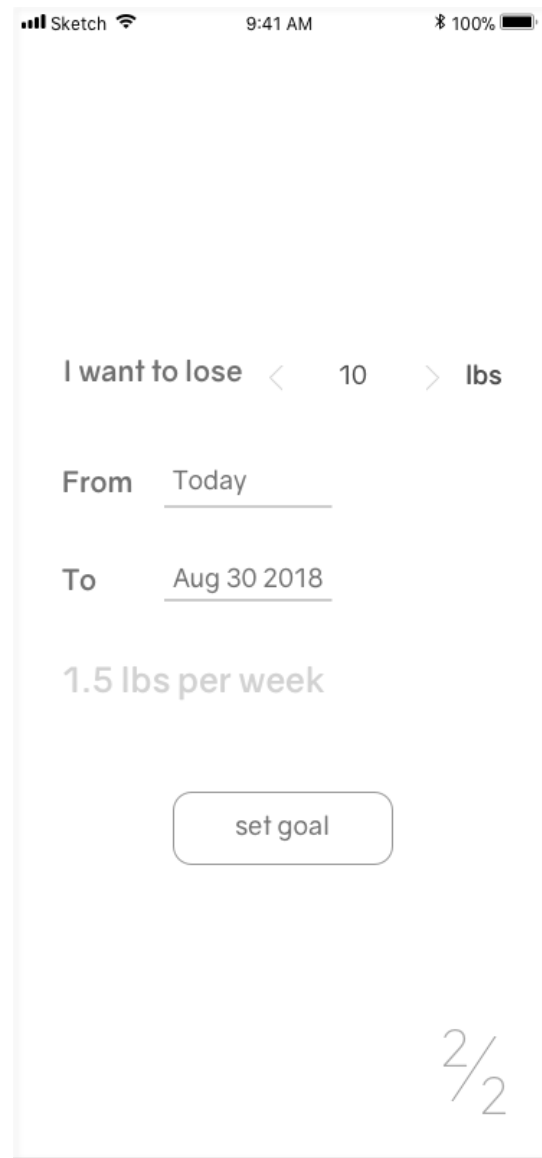 Sketch 9:41 AM 100%
I want to lose < 10 > lbs
From Today
To Aug 30 2018
1.5 lbs per week
set goal
2/2